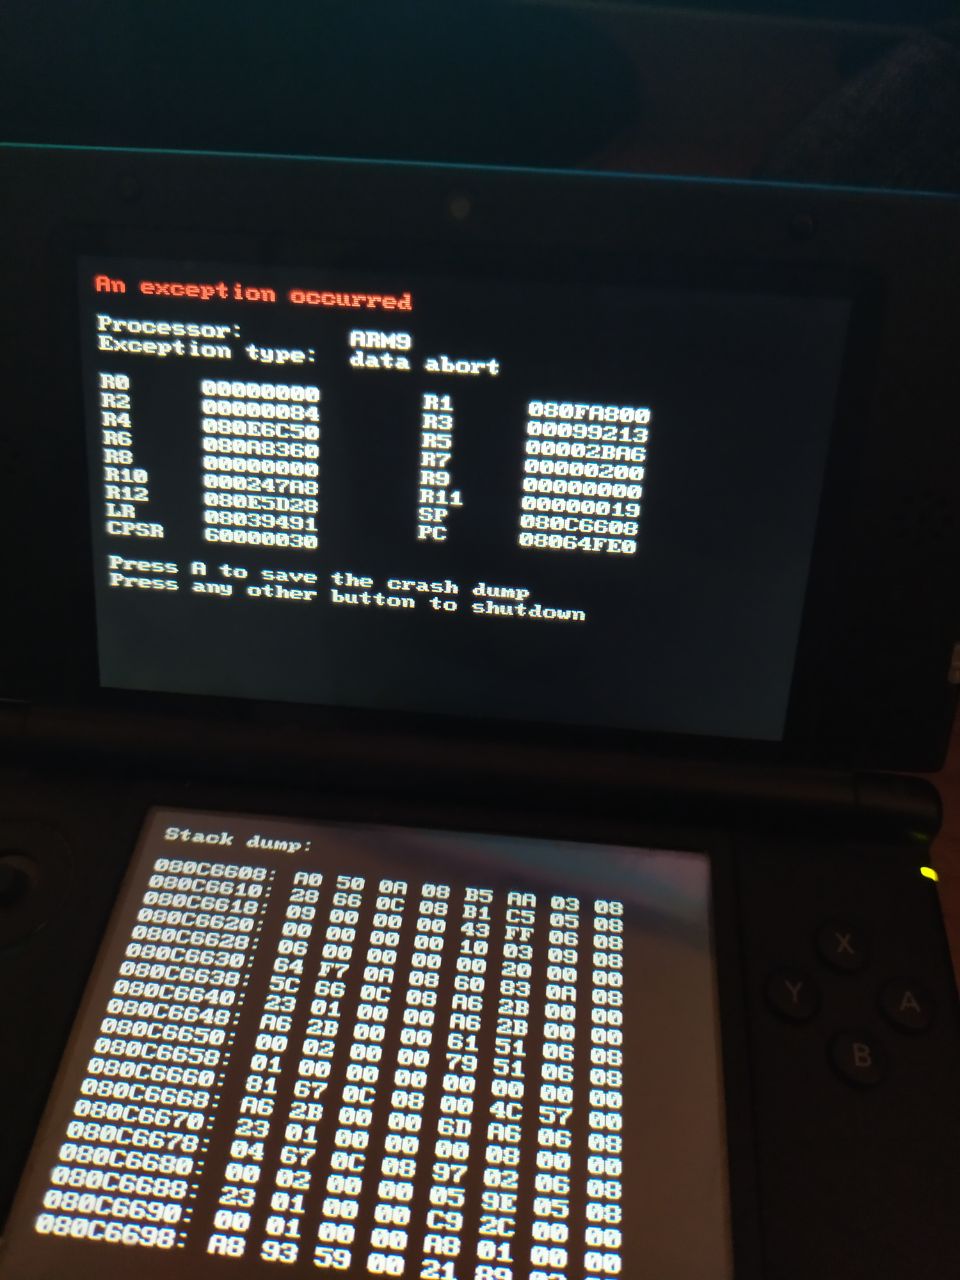 An exception occurred
Processor: ARM9
Exception type: data abort
R0 00000000 R1 080FA800
R2 00000084 R3 00099213
R4 080E6C50 R5 00002BA6
R6 080A8360 R7 00000200
R8 00000000 R9 00000000
R10 000247A8 R11 00000019
R12 080E5D28 SP 080C6608
LR 08039491 PC 08064FE0
CPSR 60000030
Press A to save the crash dump
Press any other button to shutdown
Stack dump:
080C6608: A0 50 0A 08 B5 AA 03 08
080C6610: 28 66 0C 08 B1 C5 05 08
080C6618: 09 00 00 00 43 FF 06 08
080C6620: 00 00 00 00 10 03 09 08
080C6628: 06 00 00 00 00 20 00 00
080C6630: 64 F7 0A 08 60 83 0A 08
080C6638: 5C 66 0C 08 A6 2B 00 00
080C6640: 23 01 00 00 A6 2B 00 00
080C6648: A6 2B 00 00 61 51 06 08
080C6650: 00 02 00 00 79 51 06 08
080C6658: 01 00 00 00 00 00 00 00
080C6660: 81 67 0C 08 00 4C 57 00
080C6668: A6 2B 00 00 6D A6 06 08
080C6670: 23 01 00 00 00 08 00 00
080C6678: 04 67 0C 08 97 02 06 08
080C6680: 00 02 00 00 05 9E 05 08
080C6688: 23 01 00 00 C9 2C 00 00
080C6690: 00 01 00 00 A8 01 00 00
080C6698: A8 93 59 00 21 89
X
Y
A
B